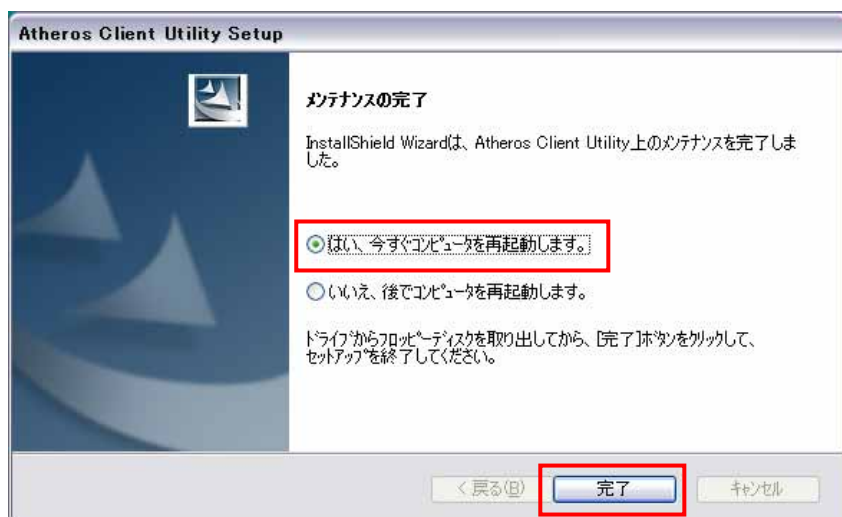 Atheros Client Utility Setup
メンテナンスの完了
InstallShield Wizardは、Atheros Client Utility上のメンテナンスを完了しま
した。
はい、今すぐコンピュータを再起動します。
いいえ、後でコンピュータを再起動します。
ドライブからフロッピーディスクを取り出してから、[完了]ボタンをクリックして、
セットアップを終了してください。
< 戻る(B)
完了
キャンセル